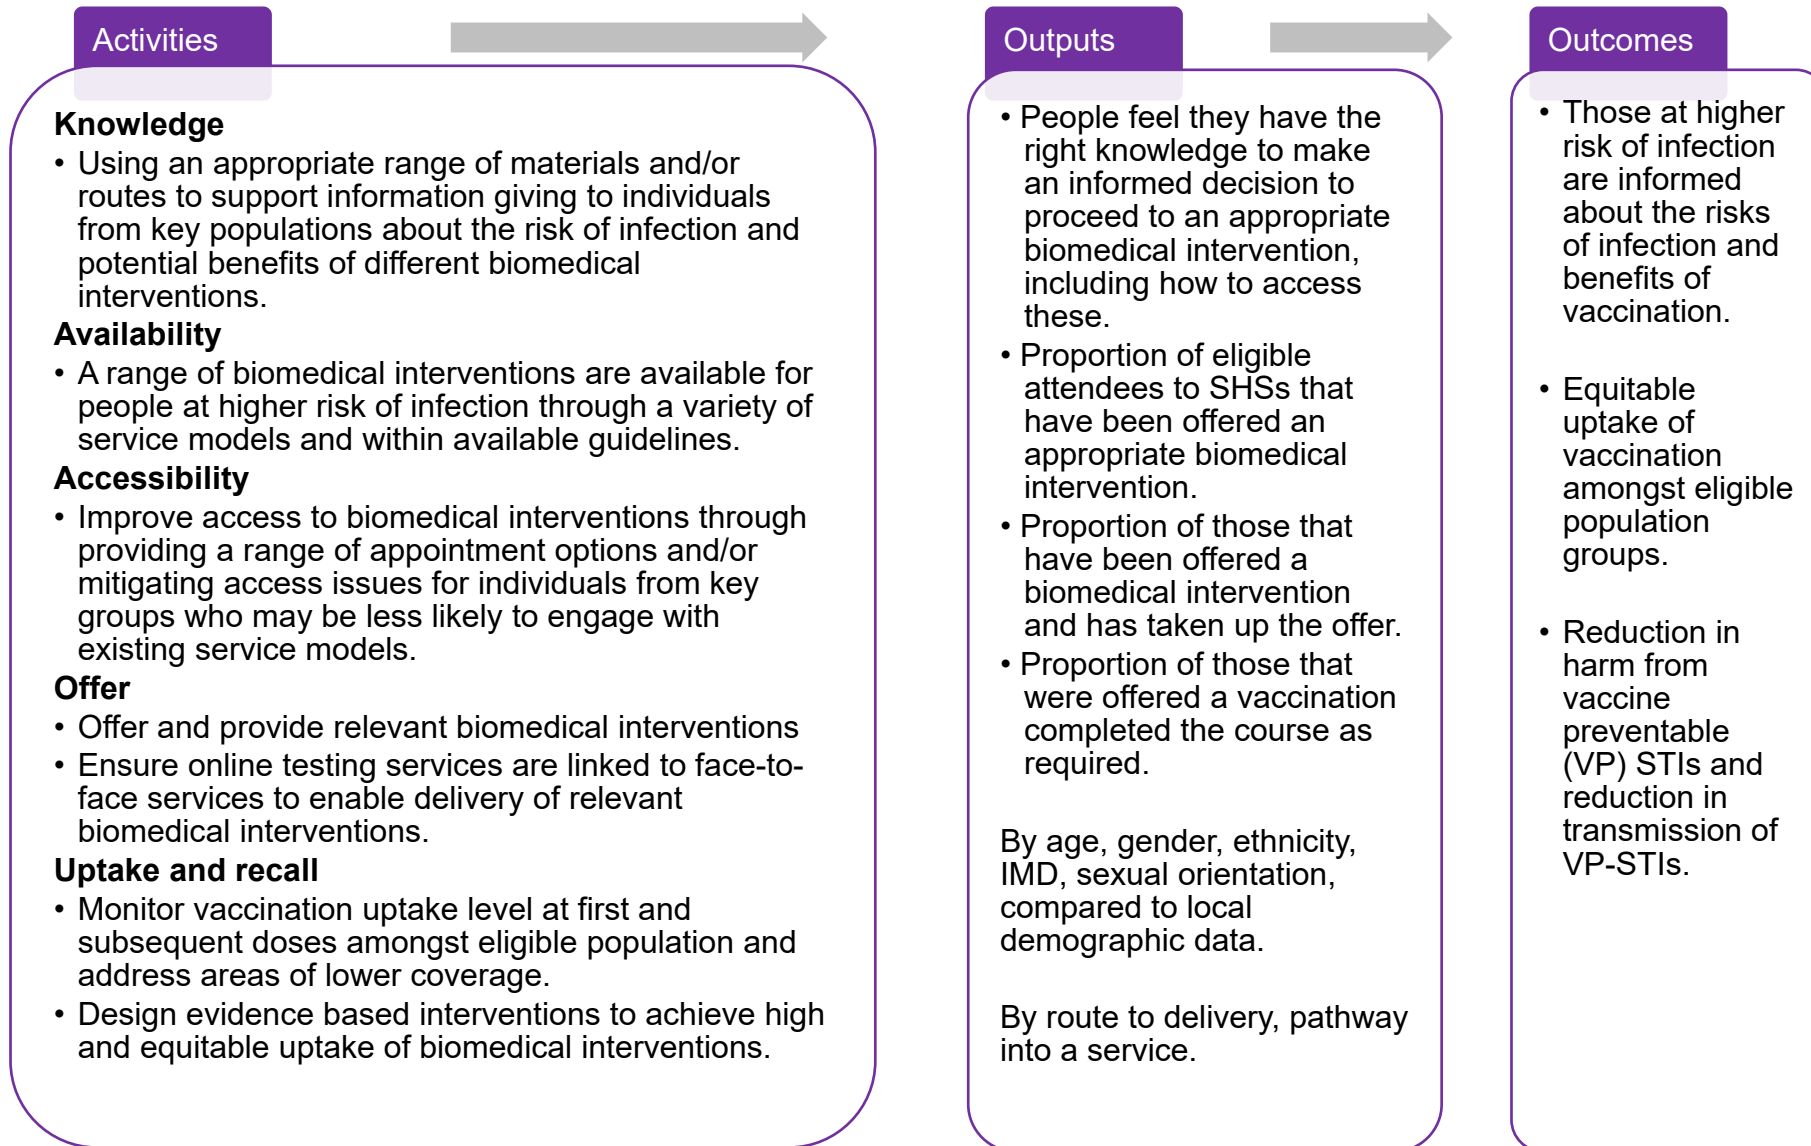 Activities
Knowledge
• Using an appropriate range of materials and/or
routes to support information giving to individuals
from key populations about the risk of infection and
potential benefits of different biomedical
interventions.
Availability
• A range of biomedical interventions are available for
people at higher risk of infection through a variety of
service models and within available guidelines.
Accessibility
• Improve access to biomedical interventions through
providing a range of appointment options and/or
mitigating access issues for individuals from key
groups who may be less likely to engage with
existing service models.
Offer
• Offer and provide relevant biomedical interventions
• Ensure online testing services are linked to face-to-
face services to enable delivery of relevant
biomedical interventions.
Uptake and recall
• Monitor vaccination uptake level at first and
subsequent doses amongst eligible population and
address areas of lower coverage.
• Design evidence based interventions to achieve high
and equitable uptake of biomedical interventions.
Outputs
• People feel they have the
right knowledge to make
an informed decision to
proceed to an appropriate
biomedical intervention,
including how to access
these.
• Proportion of eligible
attendees to SHSs that
have been offered an
appropriate biomedical
intervention.
• Proportion of those that
have been offered a
biomedical intervention
and has taken up the offer.
• Proportion of those that
were offered a vaccination
completed the course as
required.
By age, gender, ethnicity,
IMD, sexual orientation,
compared to local
demographic data.
By route to delivery, pathway
into a service.
Outcomes
• Those at higher
risk of infection
are informed
about the risks
of infection and
benefits of
vaccination.
• Equitable
uptake of
vaccination
amongst eligible
population
groups.
• Reduction in
harm from
vaccine
preventable
(VP) STIs and
reduction in
transmission of
VP-STIs.